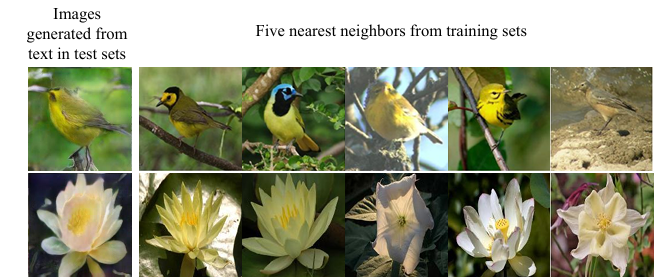 Images
generated from
text in test sets
Five nearest neighbors from training sets